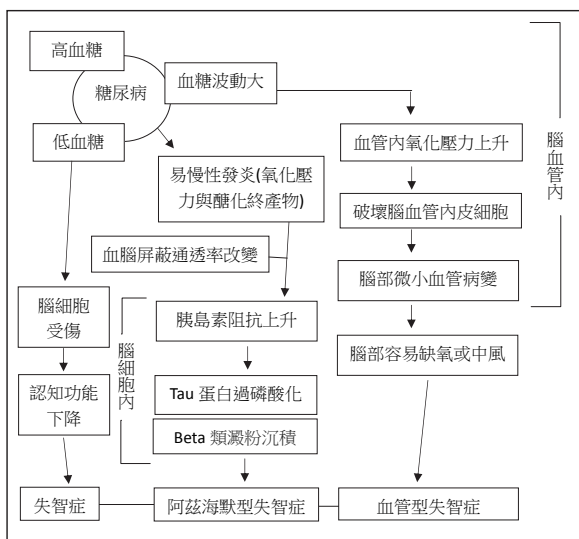 高血糖
糖尿病
血糖波動大
低血糖
血管內氧化壓力上升
腦血管內
易慢性發炎(氧化壓
力與醣化終產物)
破壞腦血管內皮細胞
血腦屏蔽通透率改變
腦部微小血管病變
腦細胞
受傷
腦細胞內
胰島素阻抗上升
腦部容易缺氧或中風
認知功能
下降
Tau 蛋白過磷酸化
Beta 類澱粉沉積
失智症
阿茲海默型失智症
血管型失智症